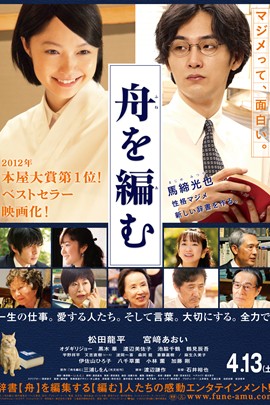 マジメって、面白い。
2012年
本屋大賞第1位！
ベストセラー
映画化！
舟を編む
馬締光也
性格マジメ
新しい辞書を作る。
一生の仕事。愛する人たち。そして言葉。大切にする。全力で
松田龍平 宮﨑あおい
オダギリジョー 黒木華 渡辺美佐子 池脇千鶴 鶴見辰吾
伊佐山ひろ子 八千草薫 小林薫 加藤剛
4.13(土)
辞書【舟】を編集する【編む】人たちの感動エンタテインメント
www.fune-amu.com